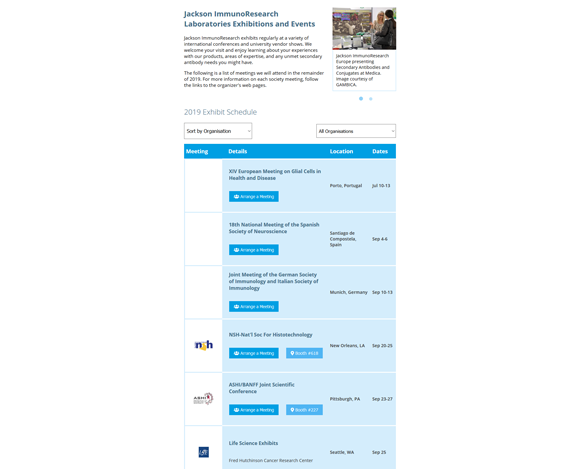 Jackson ImmunoResearch
Laboratories Exhibitions and Events
Jackson ImmunoResearch exhibits regularly at a variety of
international conferences and university vendor shows. We
welcome your visit and enjoy learning about your experiences
with our products, areas of expertise, and any unmet secondary
antibody needs you might have.
The following is a list of meetings we will attend in the remainder
of 2019. For more information on each society meeting, follow
the links to the organizer's web pages.
Jackson ImmunoResearch
Europe presenting
Secondary Antibodies and
Conjugates at Medica.
Image courtesy of
GAMBICA.
2019 Exhibit Schedule
Sort by Organisation
All Organisations
Meeting Details Location Dates
XIV European Meeting on Glial Cells in
Health and Disease
Arrange a Meeting
Porto, Portugal
Jul 10-13
18th National Meeting of the Spanish
Society of Neuroscience
Arrange a Meeting
Santiago de
Compostela,
Spain
Sep 4-6
Joint Meeting of the German Society
of Immunology and Italian Society of
Immunology
Arrange a Meeting
Munich, Germany
Sep 10-13
nsh
NSH-Nat'l Soc For Histotechnology
Arrange a Meeting
Booth #618
New Orleans, LA
Sep 20-25
ASHI
ASHI/BANFF Joint Scientific
Conference
Arrange a Meeting
Booth #227
Pittsburgh, PA
Sep 23-27
Life Science Exhibits
Fred Hutchinson Cancer Research Center
Seattle, WA
Sep 25